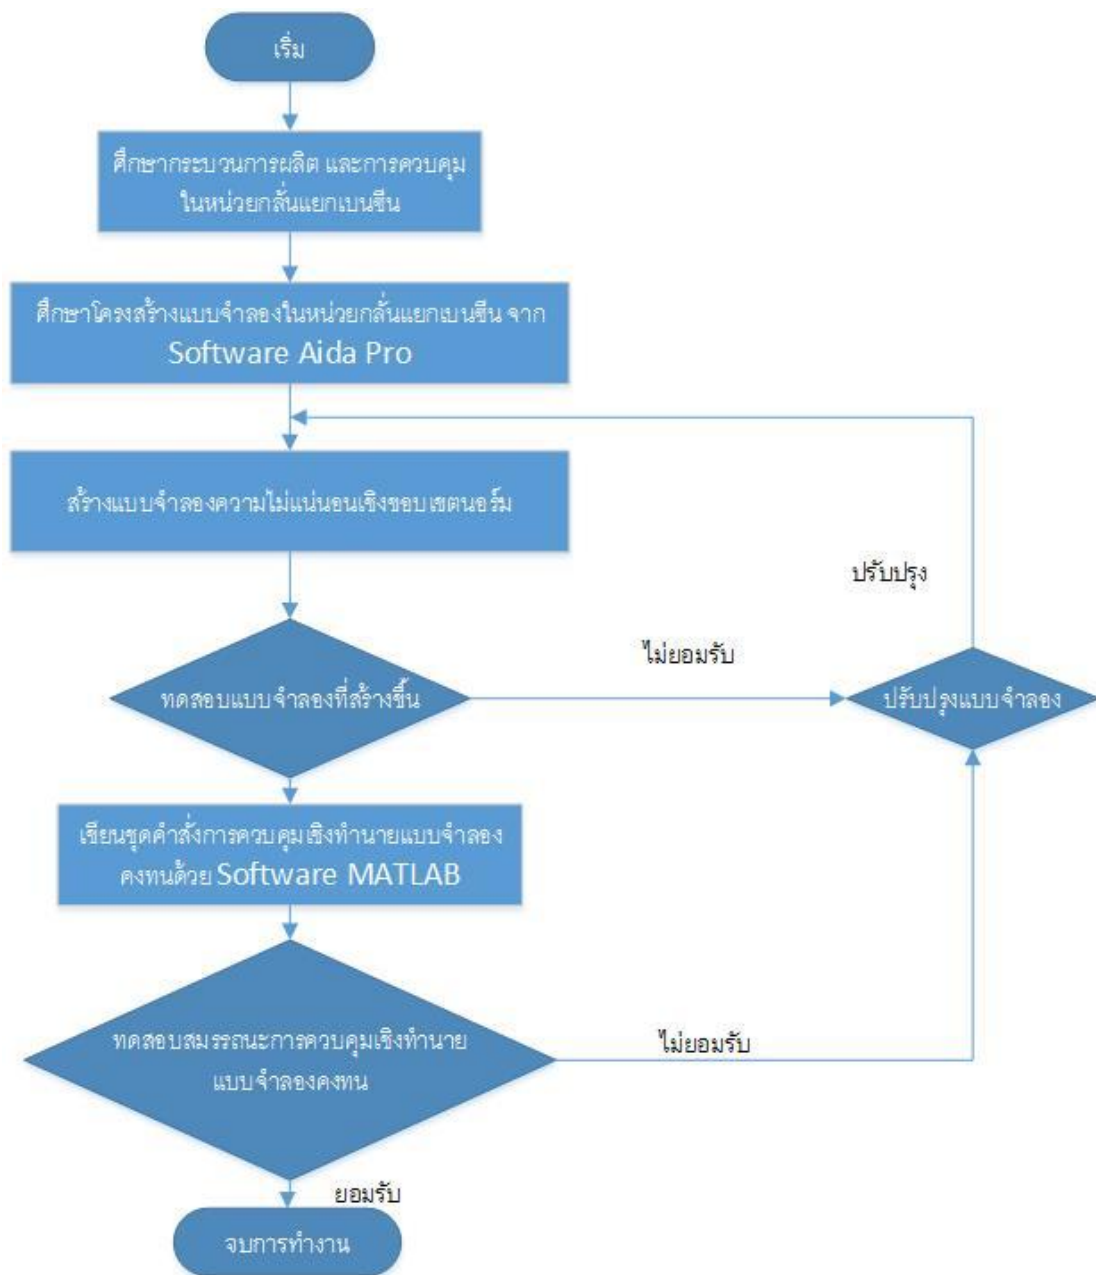 เริ่ม
ศึกษากระบวนการผลิต และการควบคุม
ในหน่วยกลั่นแยกเบนซีน
ศึกษาโครงสร้างแบบจำลองในหน่วยกลั่นแยกเบนซีน จาก
Software Aida Pro
สร้างแบบจำลองความไม่แน่นอนเชิงขอบเขตนอร์ม
ปรับปรุง
ไม่ยอมรับ
ทดสอบแบบจำลองที่สร้างขึ้น
ปรับปรุงแบบจำลอง
เขียนชุดคำสั่งการควบคุมเชิงทำนายแบบจำลอง
คงทนด้วย Software MATLAB
ทดสอบสมรรถนะการควบคุมเชิงทำนาย
แบบจำลองคงทน
ไม่ยอมรับ
ยอมรับ
จบการทำงาน